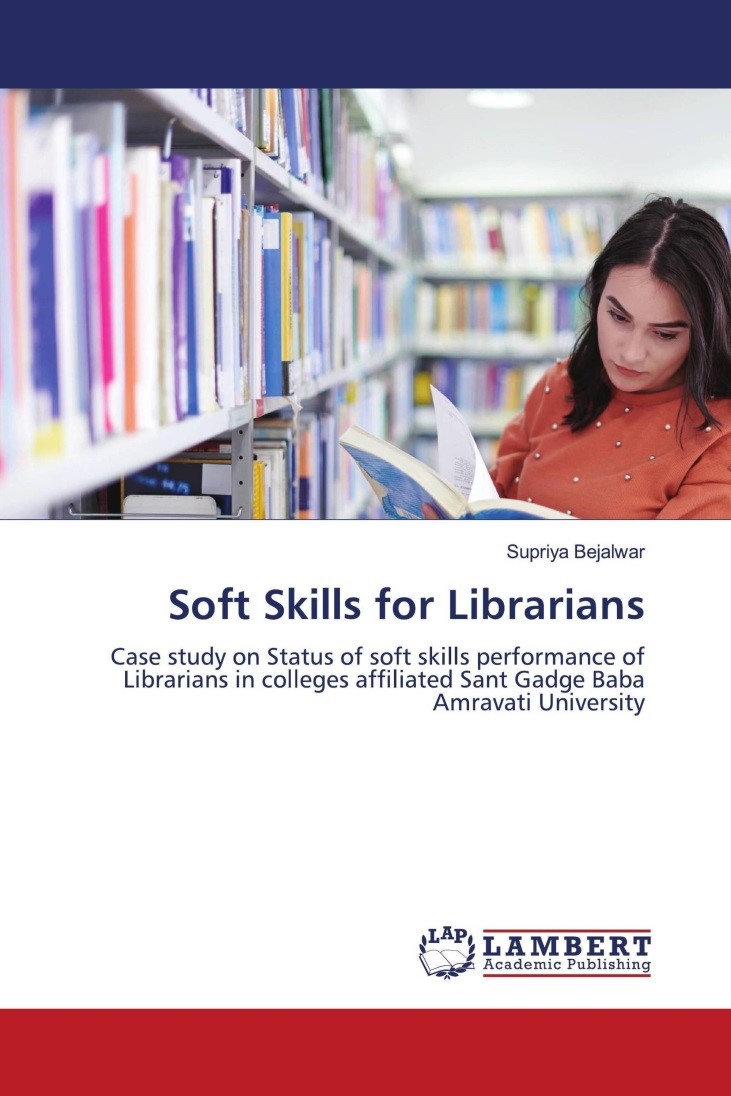 Supriya Bejalwar
Soft Skills for Librarians
Case study on Status of soft skills performance of
Librarians in colleges affiliated Sant Gadge Baba
Amravati University
LAP
LAMBERT
Academic Publishing